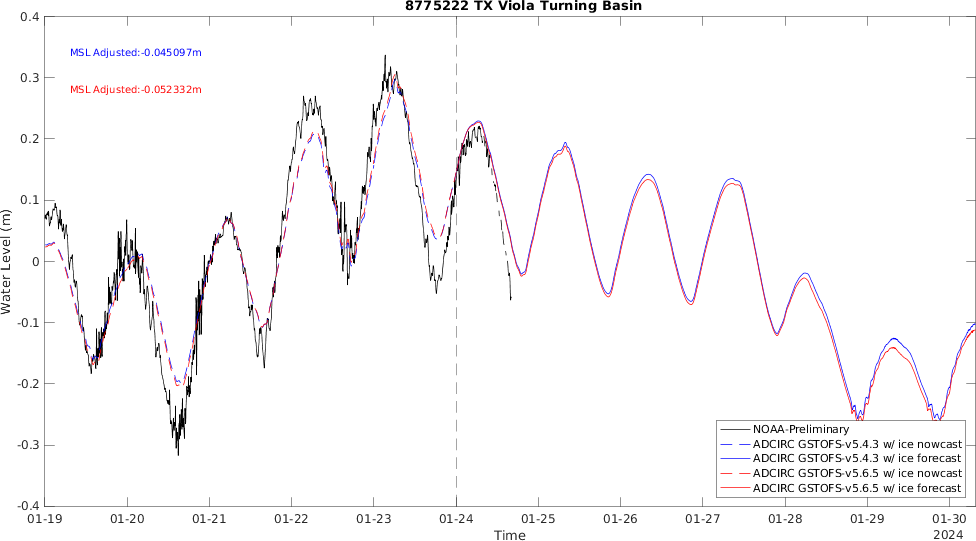 8775222 TX Viola Turning Basin
0.4
MSL Adjusted:-0.045097m
0.3
MSL Adjusted:-0.052332m
0.2
0.1
0
-0.1
-0.2
-0.3
-0.4
Water Level (m)
NOAA-Preliminary
ADCIRC GSTOFS-v5.4.3 w/ ice nowcast
ADCIRC GSTOFS-v5.4.3 w/ ice forecast
ADCIRC GSTOFS-v5.6.5 w/ ice nowcast
ADCIRC GSTOFS-v5.6.5 w/ ice forecast
01-19 01-20 01-21 01-22 01-23 01-24 01-25 01-26 01-27 01-28 01-29 01-30
Time
2024